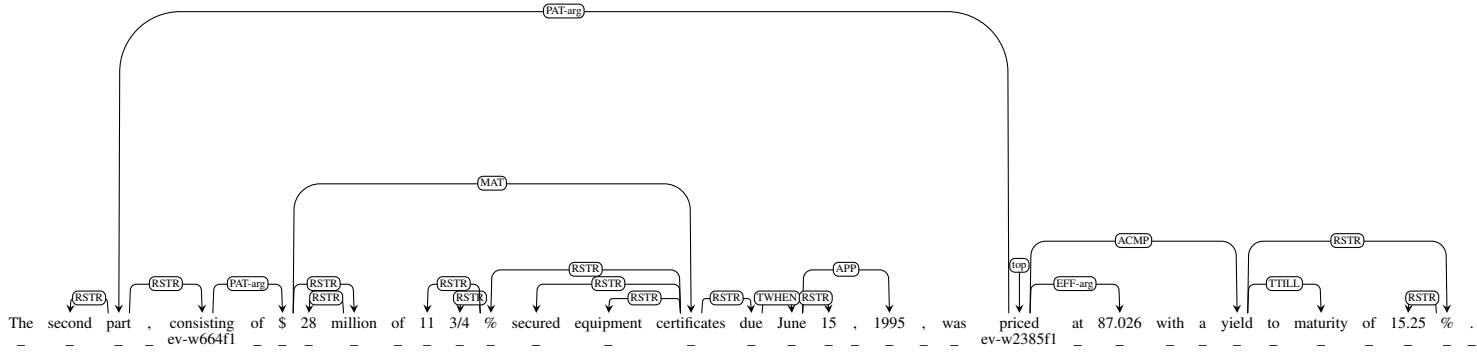 PAT-arg
MAT
ACMP RSTR
top
RSTR APP
RSTR PAT-arg RSTR RSTR RSTR EFF-arg TTILL
RSTR RSTR RSTR RSTR RSTR TWHEN RSTR RSTR
The second part , consisting of $ 28 million of 11 3/4 % secured equipment certificates due June 15 , 1995 , was priced at 87.026 with a yield to maturity of 15.25 % .
_ _ _ _ ev-w664f1 _ _ _ _ _ _ _ _ _ _ _ _ _ _ _ _ _ _ ev-w2385f1 _ _ _ _ _ _ _ _ _ _ _
_ _ _ _ _ _ _ _ _ _ _ _ _ _ _ _ _ _ _ _ _ _ _ _ _ _ _ _ _ _ _ _ _ _